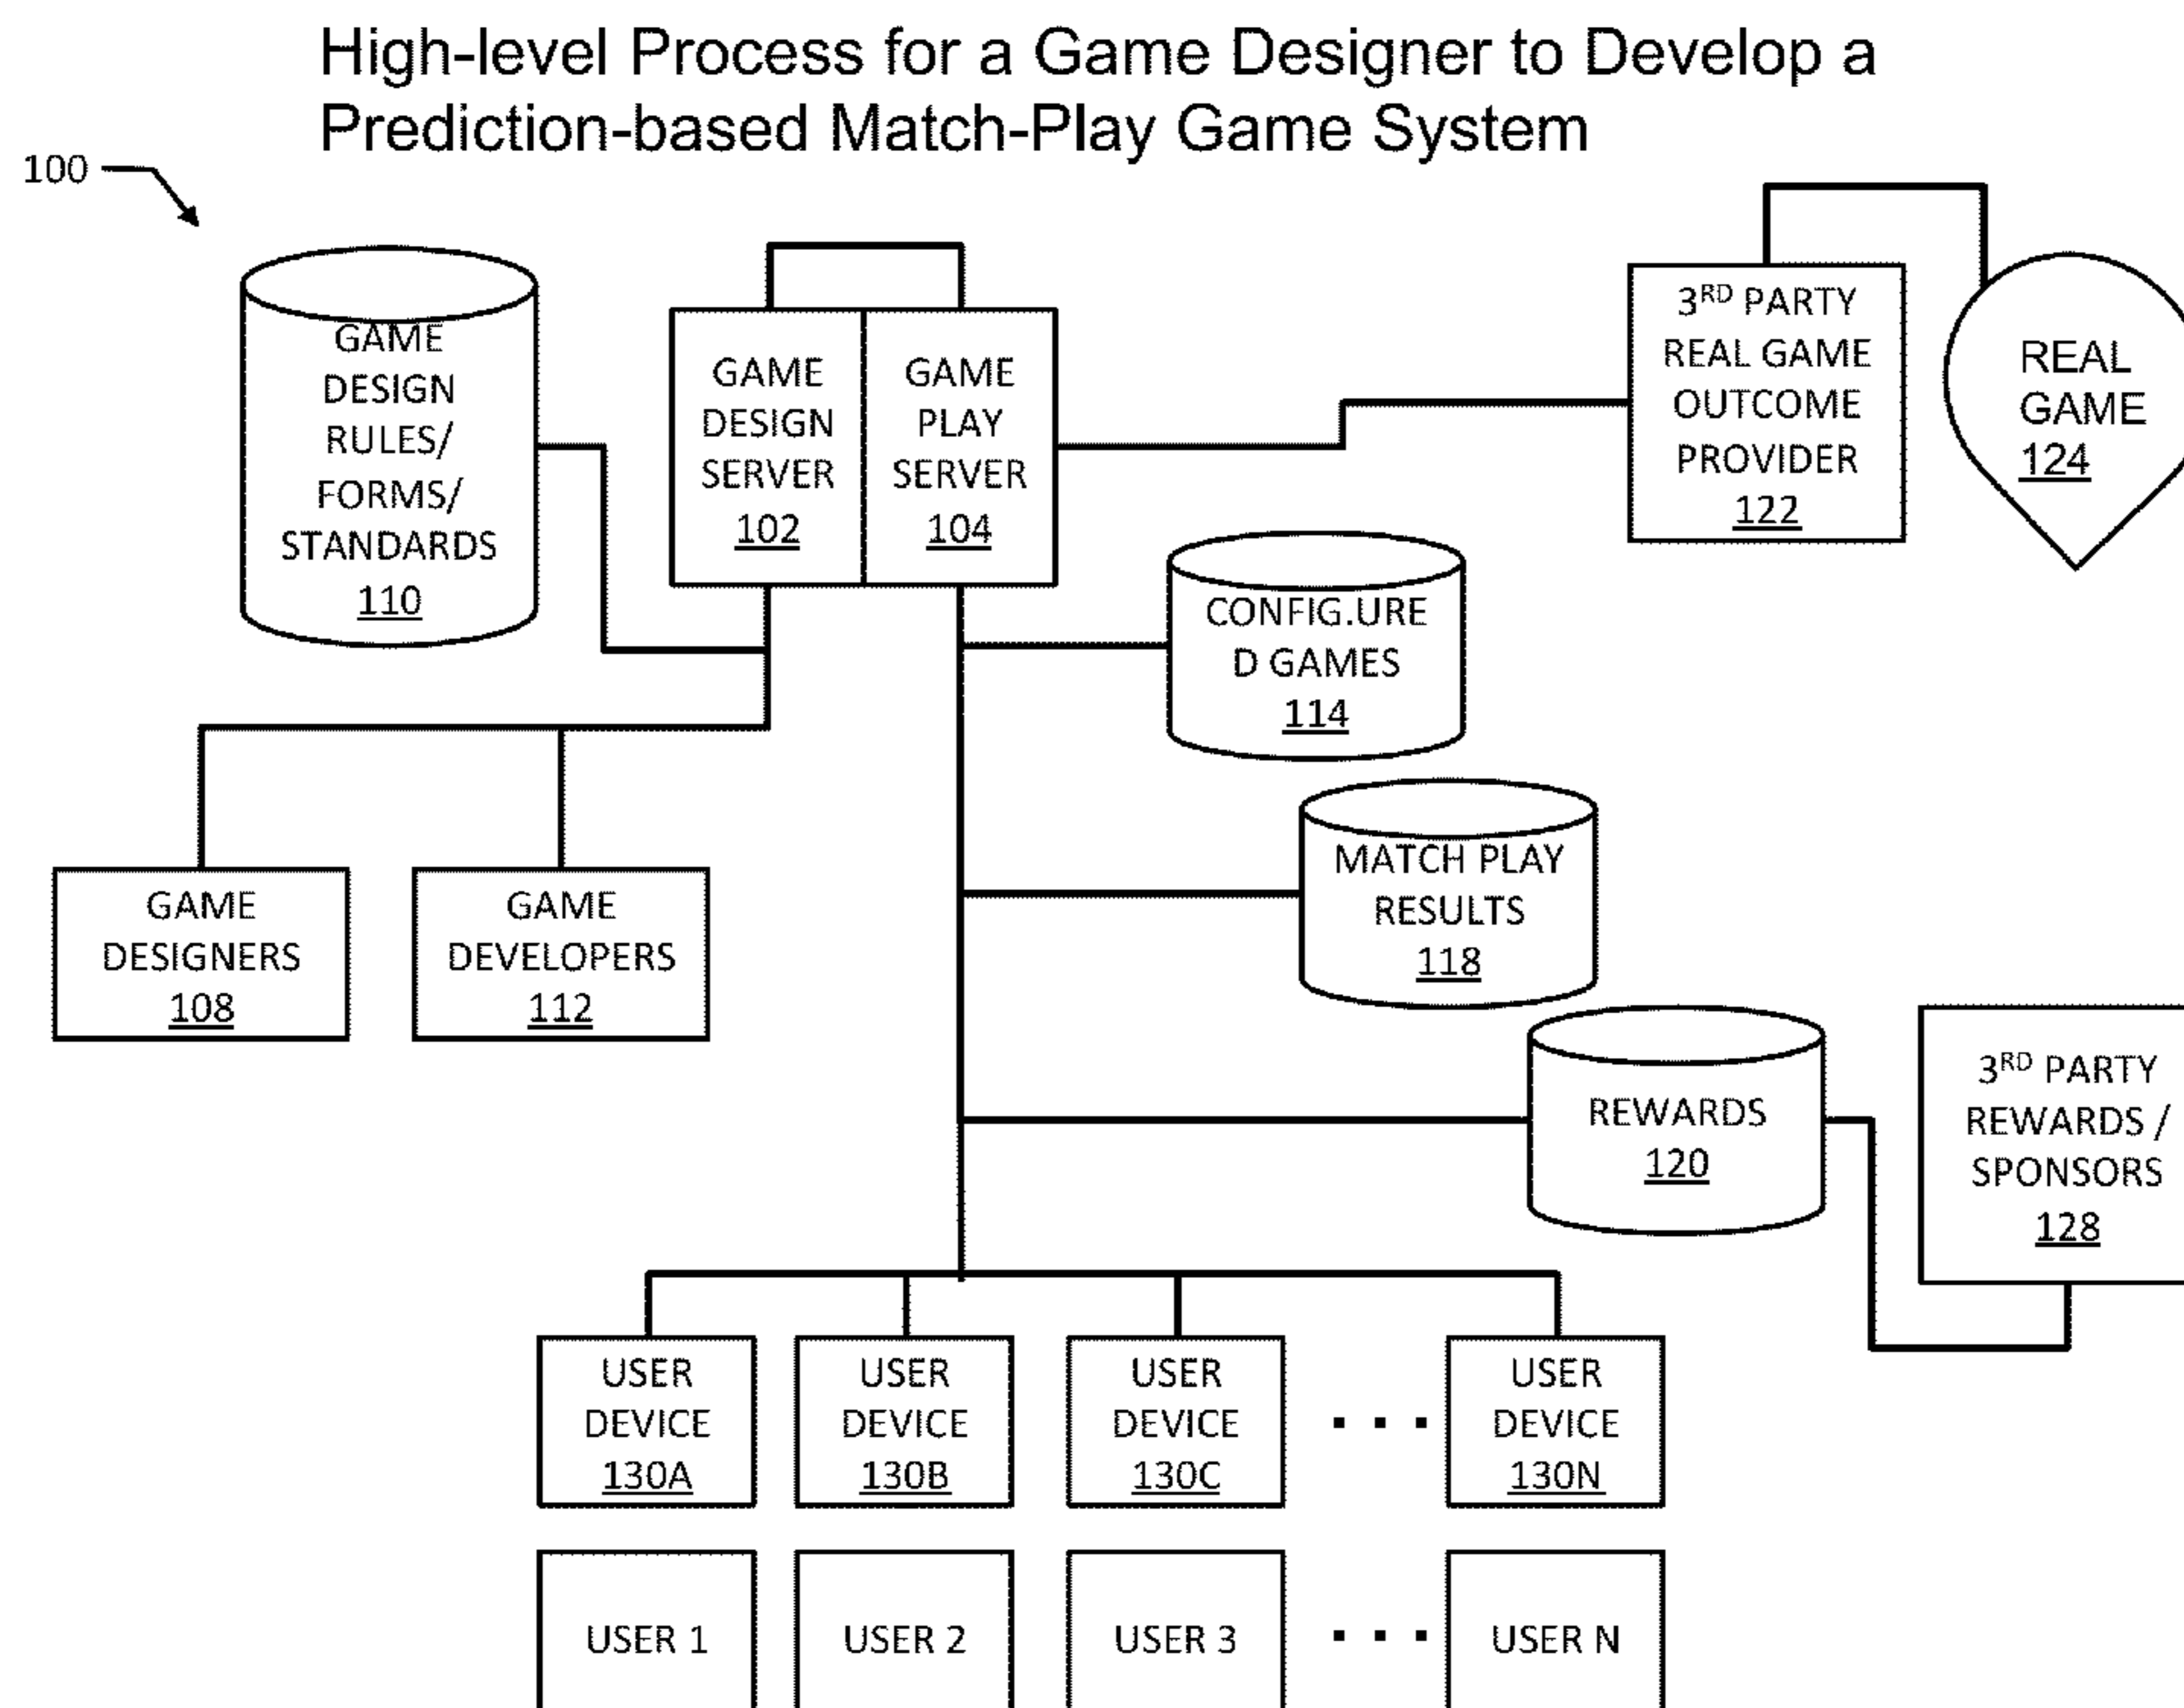 High-level Process for a Game Designer to Develop a
Prediction-based Match-Play Game System
100
GAME
DESIGN
RULES/
FORMS/
STANDARDS
110
GAME
DESIGN
SERVER
102
GAME
PLAY
SERVER
104
3RD PARTY
REAL GAME
OUTCOME
PROVIDER
122
REAL
GAME
124
CONFIG.URE
D GAMES
114
MATCH PLAY
RESULTS
118
GAME
DESIGNERS
108
GAME
DEVELOPERS
112
REWARDS
120
3RD PARTY
REWARDS /
SPONSORS
128
USER
DEVICE
130A
USER
DEVICE
130B
USER
DEVICE
130C
. . .
USER
DEVICE
130N
USER 1
USER 2
USER 3
. . .
USER N